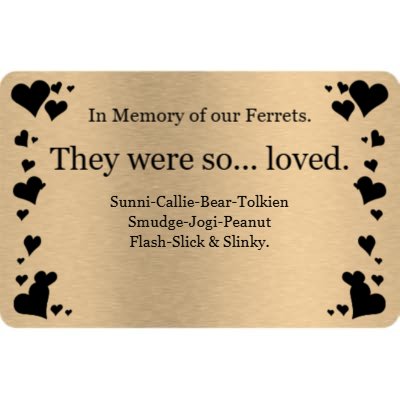 In Memory of our Ferrets.
They were so... loved.
Sunni-Callie-Bear-Tolkien
Smudge-Jogi-Peanut
Flash-Slick & Slinky.